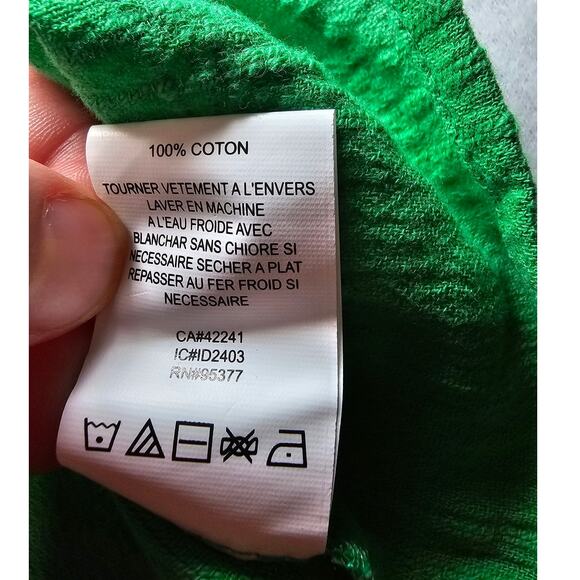 100% COTON
TOURNER VETEMENT A L'ENVERS
LAVER EN MACHINE
A L'EAU FROIDE AVEC
BLANCHAR SANS CHIORE SI
NECESSAIRE SECHER A PLAT
REPASSER AU FER FROID SI
NECESSAIRE
CA#42241
IC#ID2403
RN#95377